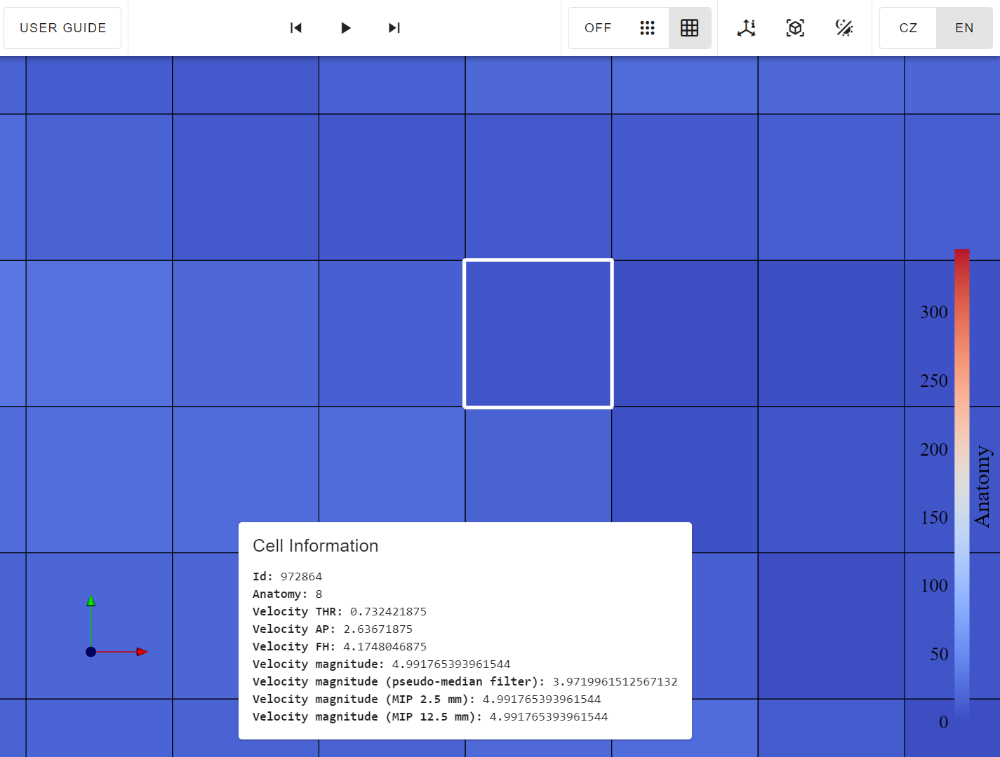 USER GUIDE
OFF
CZ
EN
300
250
200
150
100
50
0
Anatomy
Cell Information
Id: 972864
Anatomy: 8
Velocity THR: 0.732421875
Velocity AP: 2.63671875
Velocity FH: 4.1748046875
Velocity magnitude: 4.991765393961544
Velocity magnitude (pseudo-median filter): 3.9719961512567132
Velocity magnitude (MIP 2.5 mm): 4.991765393961544
Velocity magnitude (MIP 12.5 mm): 4.991765393961544